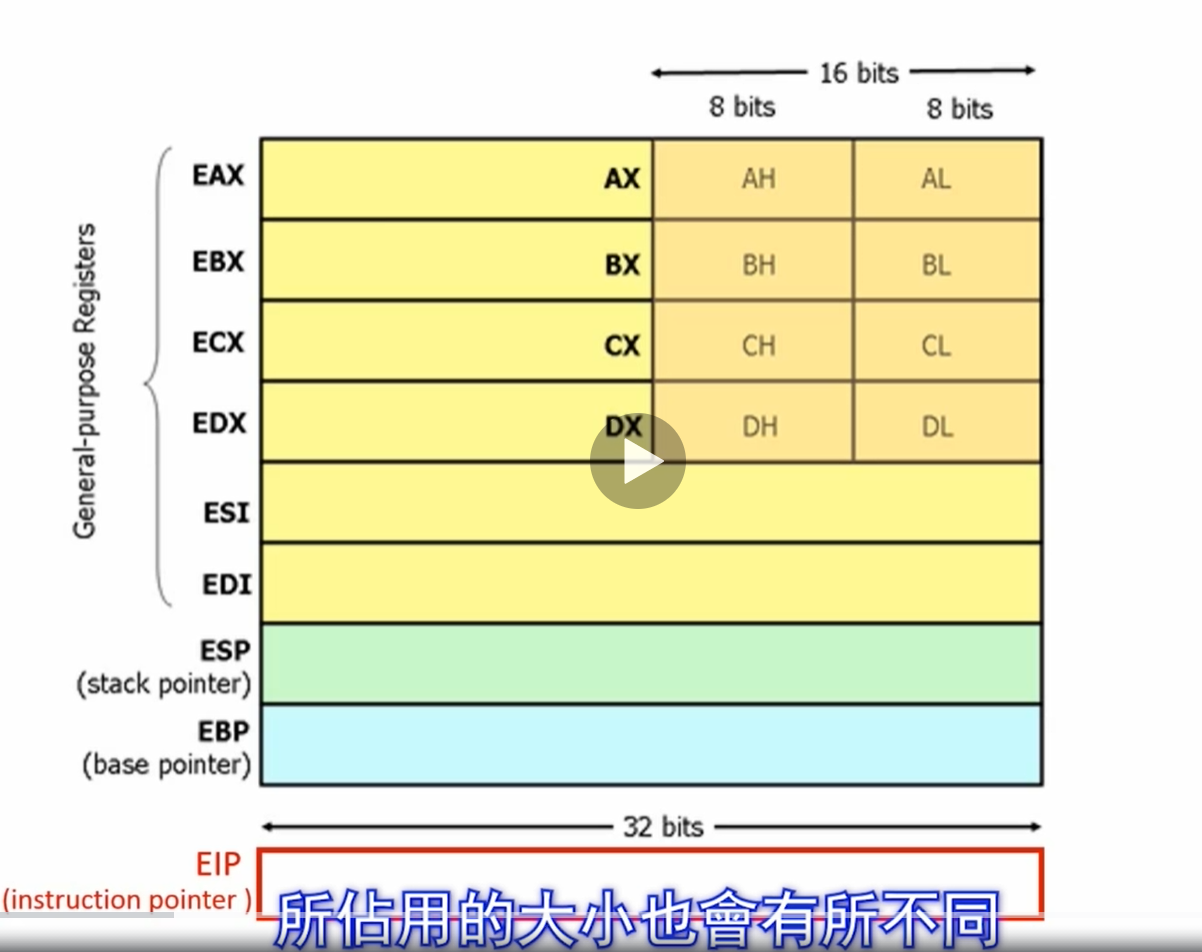 16 bits
8 bits 8 bits
General-purpose Registers
EAX AX AH AL
EBX BX BH BL
ECX CX CH CL
EDX DX DH DL
ESI
EDI
ESP
(stack pointer)
EBP
(base pointer)
32 bits
EIP
(instruction pointer )
所佔用的大小也會有所不同